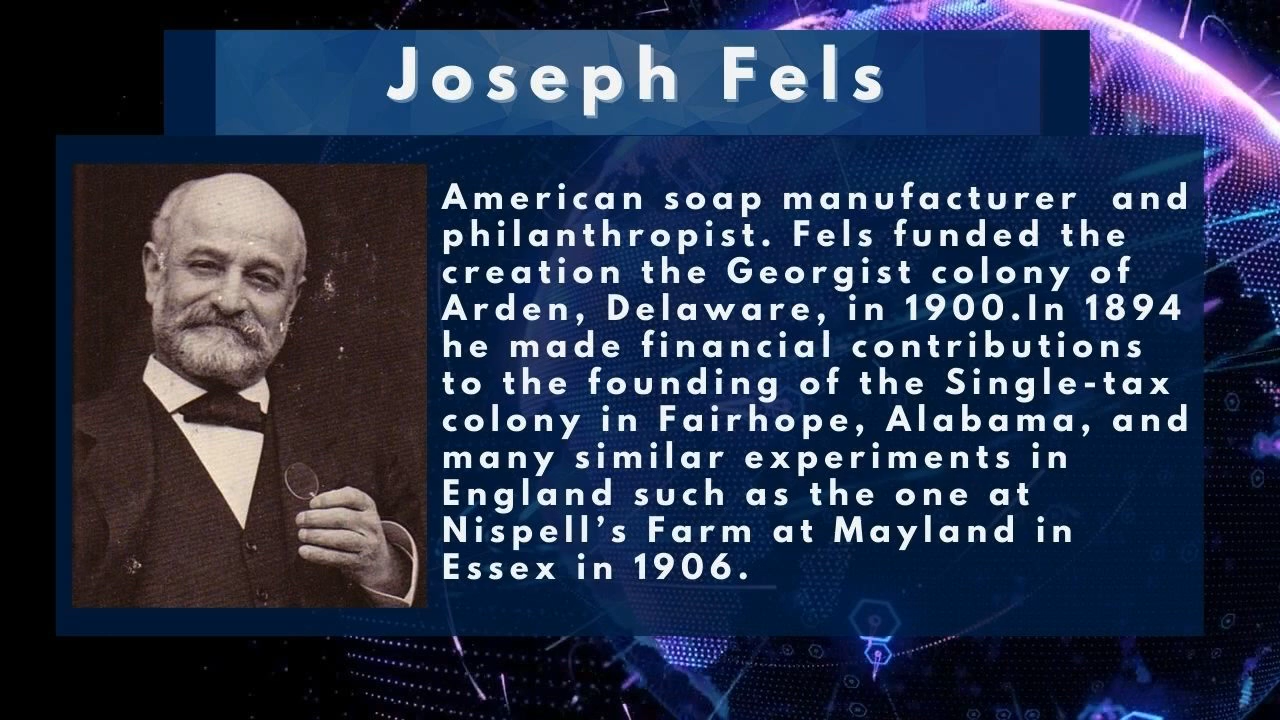 Joseph Fels
American soap manufacturer  and
philanthropist. Fels funded the
creation the Georgist colony of
Arden, Delaware, in 1900.In 1894
he made financial contributions
to the founding of the Single-tax
colony in Fairhope, Alabama, and
many similar experiments in
England such as the one at
Nispell’s Farm at Mayland in
Essex in 1906.